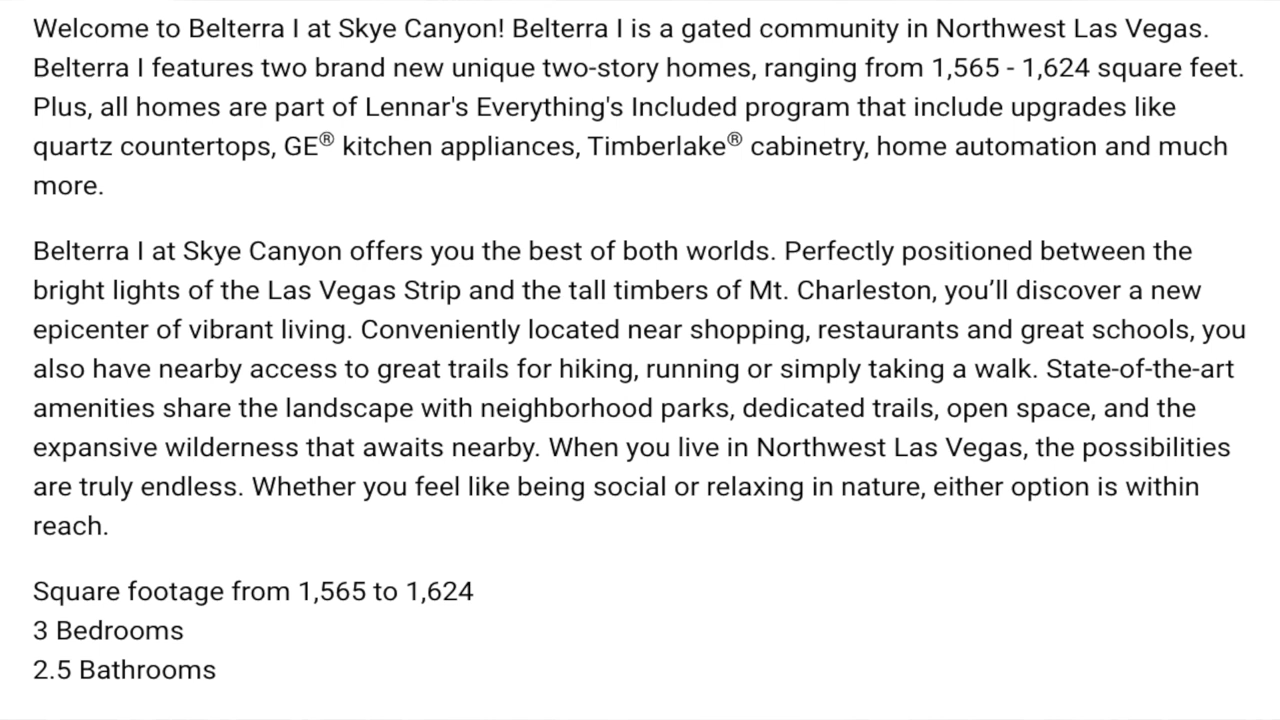 Welcome to Belterra I at Skye Canyon! Belterra I is a gated community in Northwest Las Vegas.
Belterra I features two brand new unique two-story homes, ranging from 1,565 - 1,624 square feet.
Plus, all homes are part of Lennar's Everything's Included program that include upgrades like
quartz countertops, GE® kitchen appliances, Timberlake® cabinetry, home automation and much
more.
Belterra I at Skye Canyon offers you the best of both worlds. Perfectly positioned between the
bright lights of the Las Vegas Strip and the tall timbers of Mt. Charleston, you’ll discover a new
epicenter of vibrant living. Conveniently located near shopping, restaurants and great schools, you
also have nearby access to great trails for hiking, running or simply taking a walk. State-of-the-art
amenities share the landscape with neighborhood parks, dedicated trails, open space, and the
expansive wilderness that awaits nearby. When you live in Northwest Las Vegas, the possibilities
are truly endless. Whether you feel like being social or relaxing in nature, either option is within
reach.
Square footage from 1,565 to 1,624
3 Bedrooms
2.5 Bathrooms